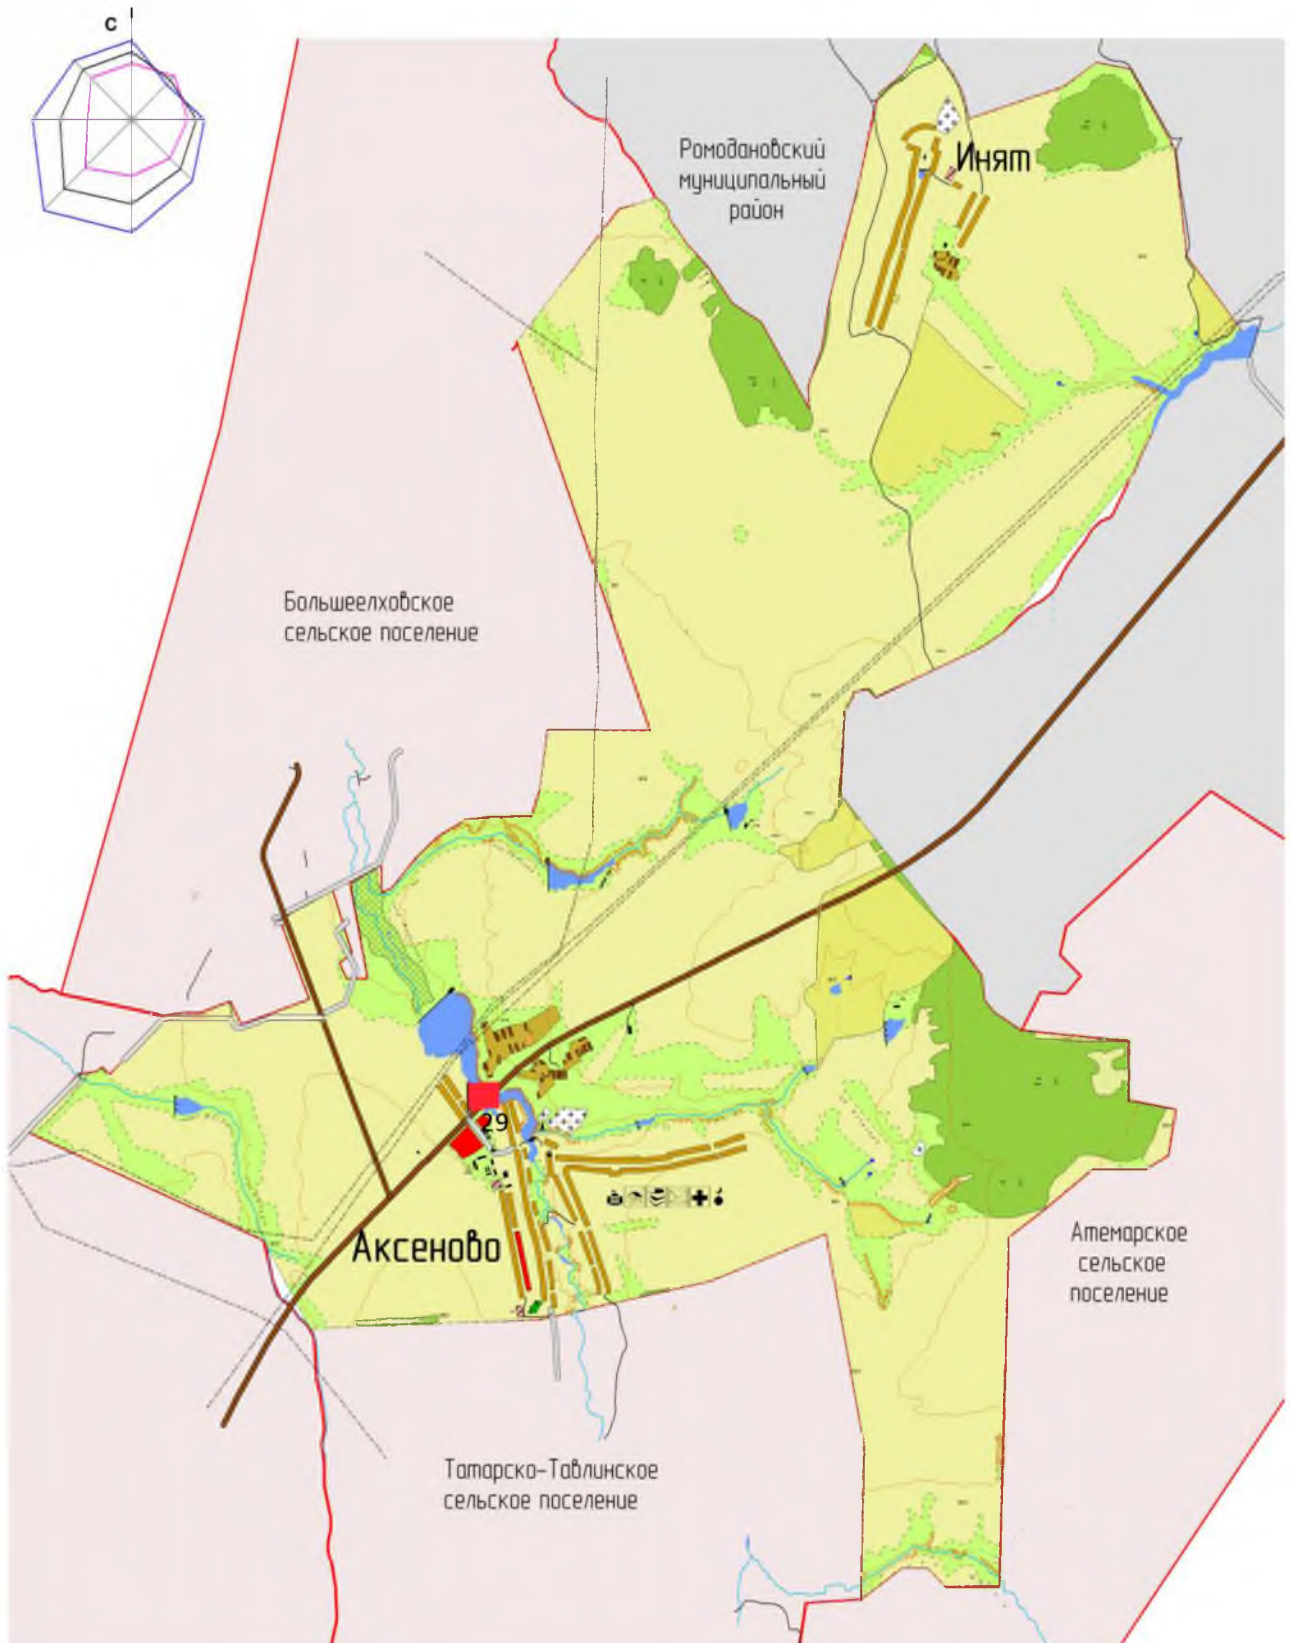 С
Ромодановский
муниципальный
район
Инят
Большеелховское
сельское поселение
29
Аксеново
Атемарское
сельское
поселение
Татарско-Тавлинское
сельское поселение